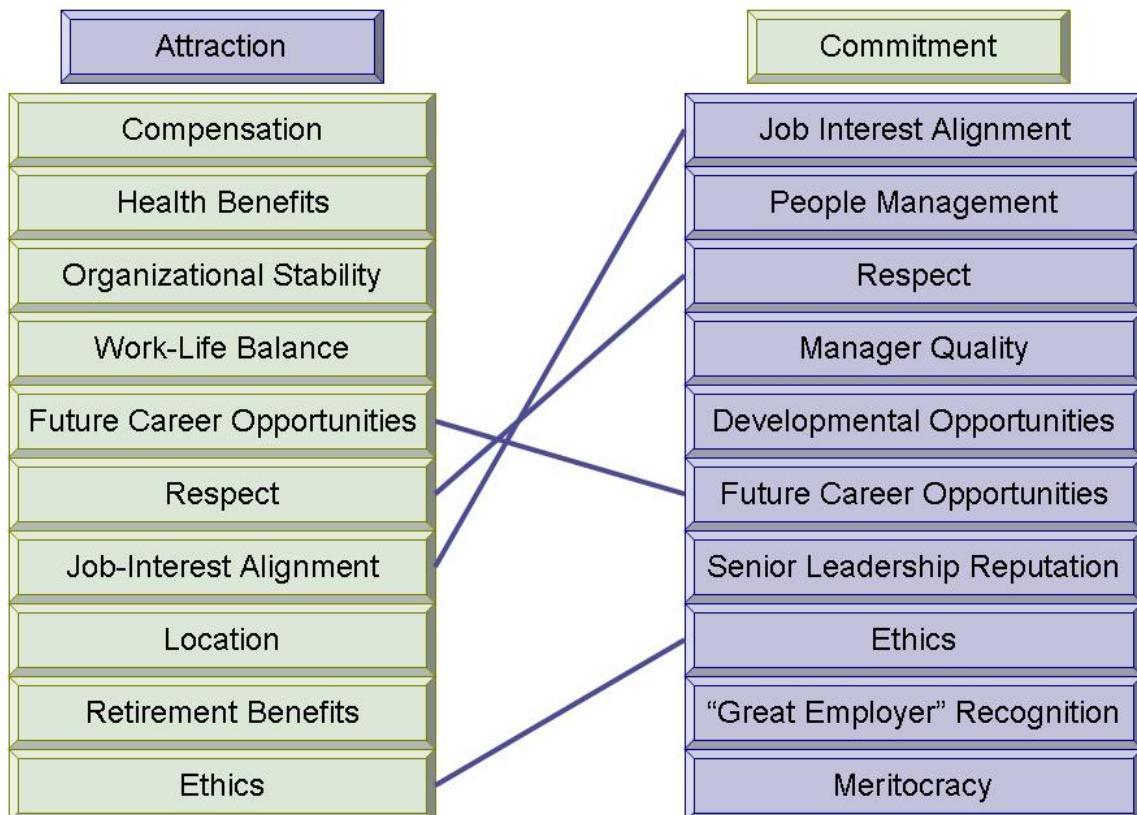 Attraction
Compensation
Health Benefits
Organizational Stability
Work-Life Balance
Future Career Opportunities
Respect
Job-Interest Alignment
Location
Retirement Benefits
Ethics
Commitment
Job Interest Alignment
People Management
Respect
Manager Quality
Developmental Opportunities
Future Career Opportunities
Senior Leadership Reputation
Ethics
“Great Employer” Recognition
Meritocracy